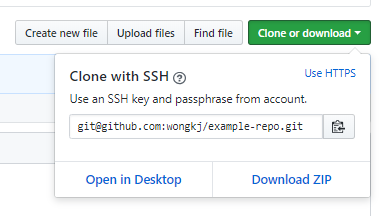 Create new file Upload files Find file Clone or download
Clone with SSH ? Use HTTPS
Use an SSH key and passphrase from account.
git@github.com:wongkj/example-repo.git
Open in Desktop Download ZIP